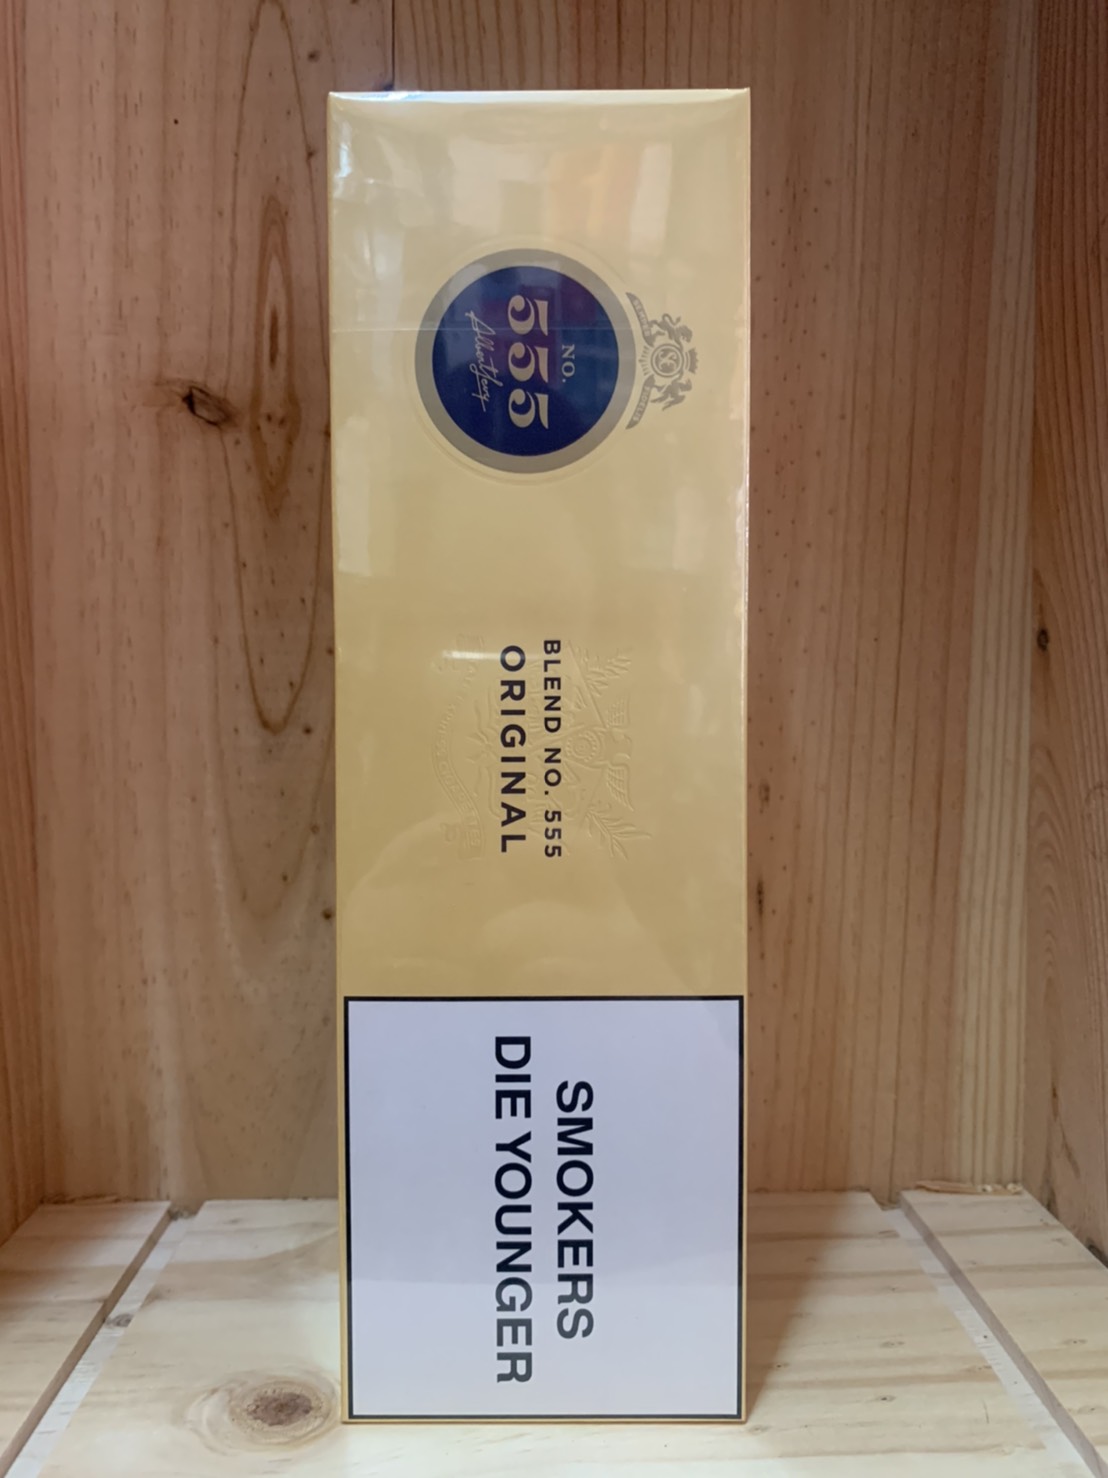 NO.
555
BLEND NO. 555
ORIGINAL
SMOKERS
DIE YOUNGER